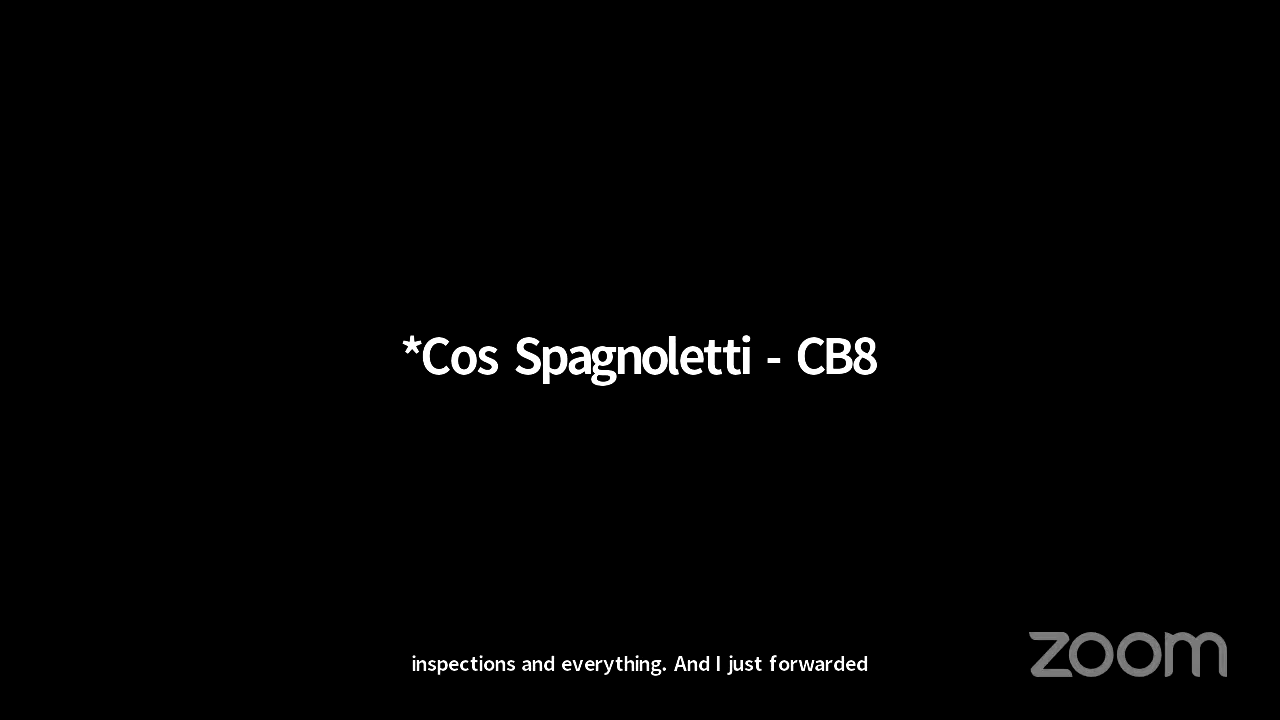 *Cos Spagnoletti - CB8
inspections and everything. And I just forwarded
zoom